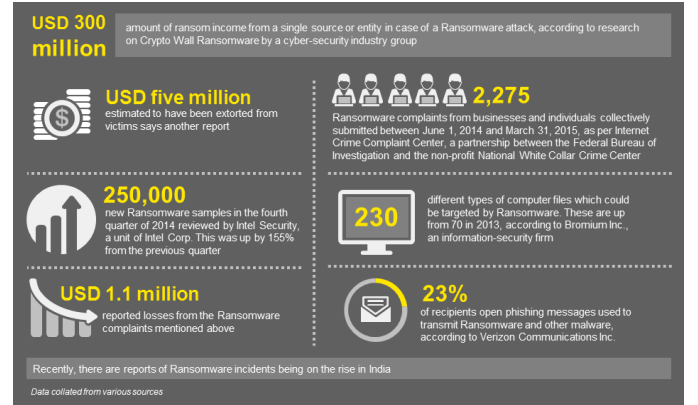 USD 300
million
amount of ransom income from a single source or entity in case of a Ransomware attack, according to research
on Crypto Wall Ransomware by a cyber-security industry group
USD five million
estimated to have been extorted from
victims says another report
2,275
Ransomware complaints from businesses and individuals collectively
submitted between June 1, 2014 and March 31, 2015, as per Internet
Crime Complaint Center, a partnership between the Federal Bureau of
Investigation and the non-profit National White Collar Crime Center
250,000
new Ransomware samples in the fourth
quarter of 2014 reviewed by Intel Security,
a unit of Intel Corp. This was up by 155%
from the previous quarter
230
different types of computer files which could
be targeted by Ransomware. These are up
from 70 in 2013, according to Bromium Inc.,
an information-security firm
USD 1.1 million
reported losses from the Ransomware
complaints mentioned above
23%
of recipients open phishing messages used to
transmit Ransomware and other malware,
according to Verizon Communications Inc.
Recently, there are reports of Ransomware incidents being on the rise in India
Data collated from various sources